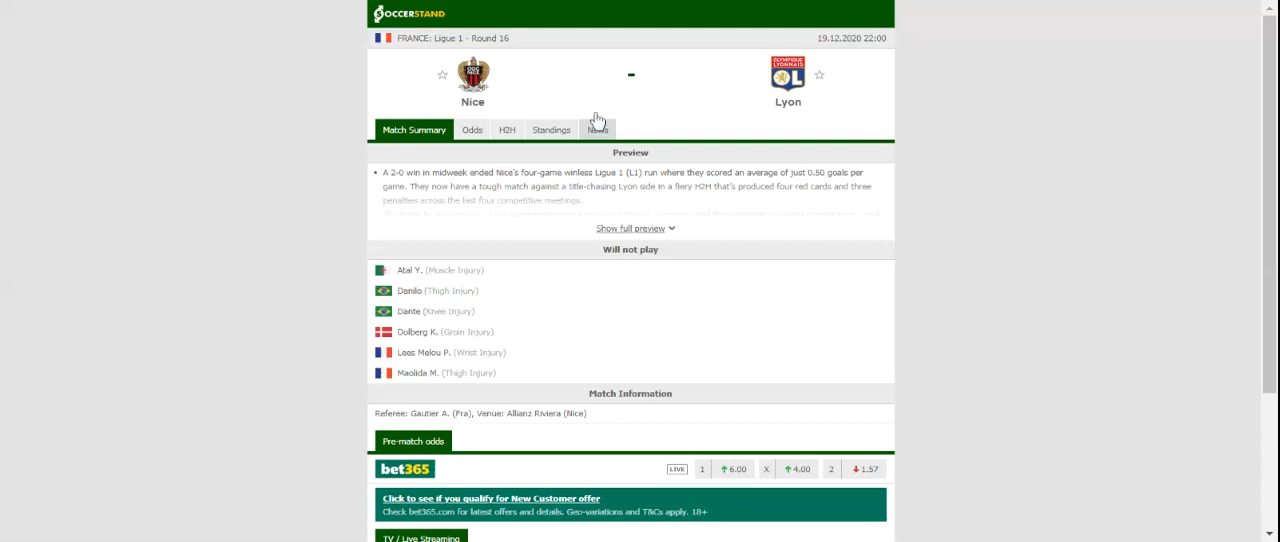 SOCCERSTAND
FRANCE: Ligue 1 - Round 16 19.12.2020 22:00
OGC NICE
OLYMPIQUE LYONNAIS
OL
-
Nice Lyon
Match Summary Odds H2H Standings News
Preview
• A 2-0 win in midweek ended Nice's four-game winless Ligue 1 (L1) run where they scored an average of just 0.50 goals per
game. They now have a tough match against a title-chasing Lyon side in a fiery H2H that's produced four red cards and three
penalties across the last four competitive meetings.
Show full preview
Will not play
Atal Y. (Muscle Injury)
Danilo (Thigh Injury)
Dante (Knee Injury)
Dolberg K. (Groin Injury)
Lees Melou P. (Wrist Injury)
Maolida M. (Thigh Injury)
Match Information
Referee: Gautier A. (Fra), Venue: Allianz Riviera (Nice)
Pre-match odds
bet365 LIVE 1 6.00 X 4.00 2 1.57
Click to see if you qualify for New Customer offer
Check bet365.com for latest offers and details. Geo-variations and T&Cs apply. 18+
TV / Live Streaming